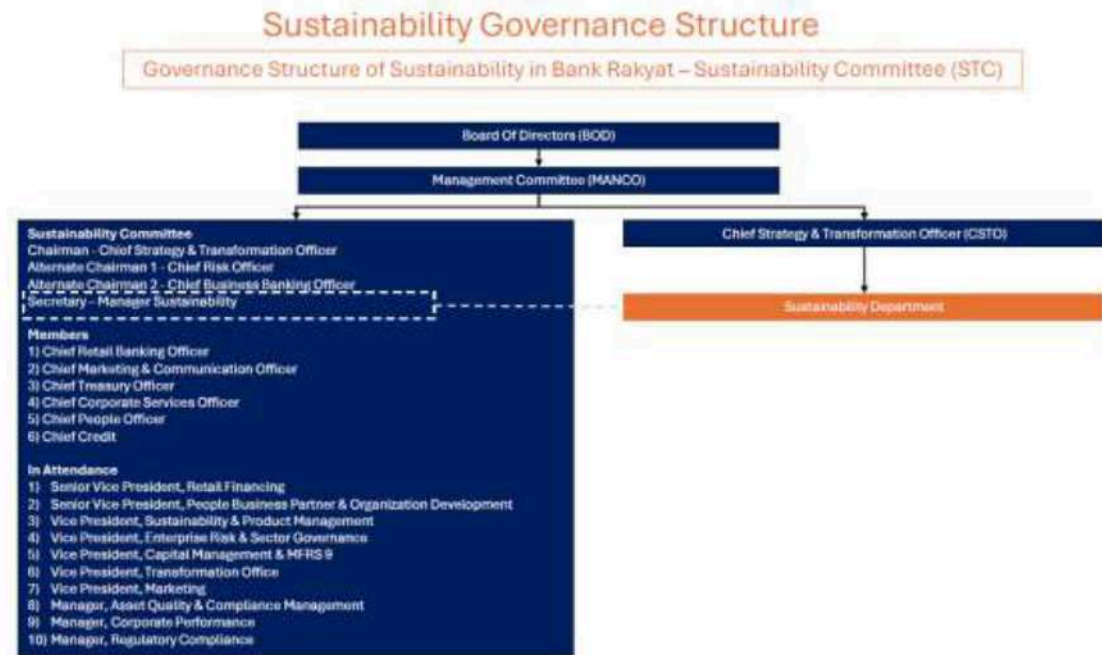 Sustainability Governance Structure
Governance Structure of Sustainability in Bank Rakyat – Sustainability Committee (STC)
Board Of Directors (BOD)
Management Committee (MANCO)
Sustainability Committee
Chairman - Chief Strategy & Transformation Officer
Alternate Chairman 1 - Chief Risk Officer
Alternate Chairman 2 - Chief Business Banking Officer
Secretary – Manager Sustainability
Members
1) Chief Retail Banking Officer
2) Chief Marketing & Communication Officer
3) Chief Treasury Officer
4) Chief Corporate Services Officer
5) Chief People Officer
6) Chief Credit
In Attendance
1) Senior Vice President, Retail Financing
2) Senior Vice President, People Business Partner & Organization Development
3) Vice President, Sustainability & Product Management
4) Vice President, Enterprise Risk & Sector Governance
5) Vice President, Capital Management & MFRS 9
6) Vice President, Transformation Office
7) Vice President, Marketing
8) Manager, Asset Quality & Compliance Management
9) Manager, Corporate Performance
10) Manager, Regulatory Compliance
Chief Strategy & Transformation Officer (CSTO)
Sustainability Department